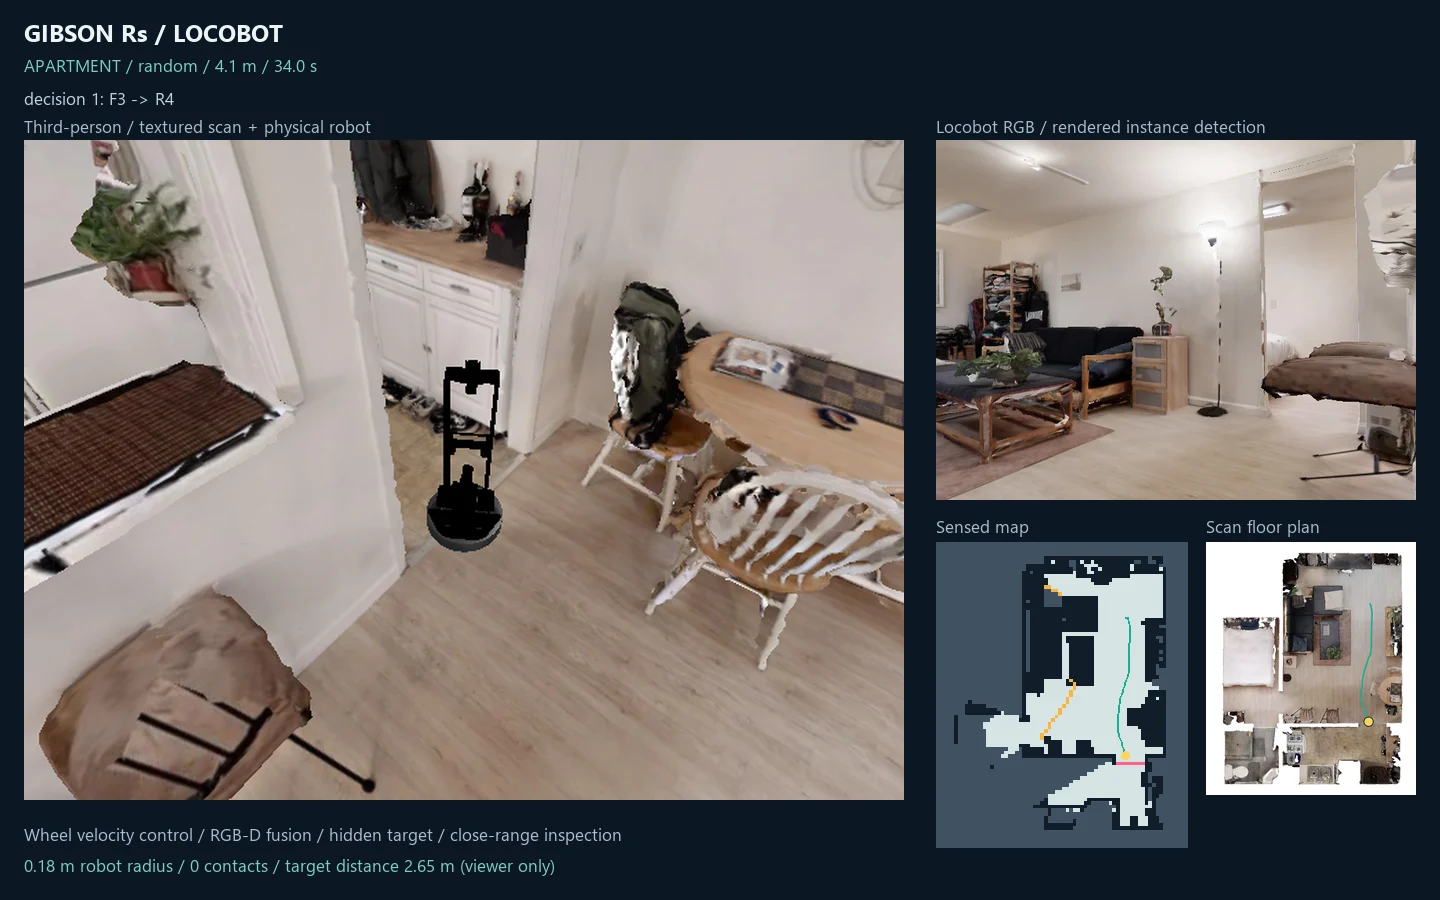 GIBSON Rs / LOCOBOT
APARTMENT / random / 4.1 m / 34.0 s
decision 1: F3 -> R4
Third-person / textured scan + physical robot
Locobot RGB / rendered instance detection
Sensed map
Scan floor plan
Wheel velocity control / RGB-D fusion / hidden target / close-range inspection
0.18 m robot radius / 0 contacts / target distance 2.65 m (viewer only)